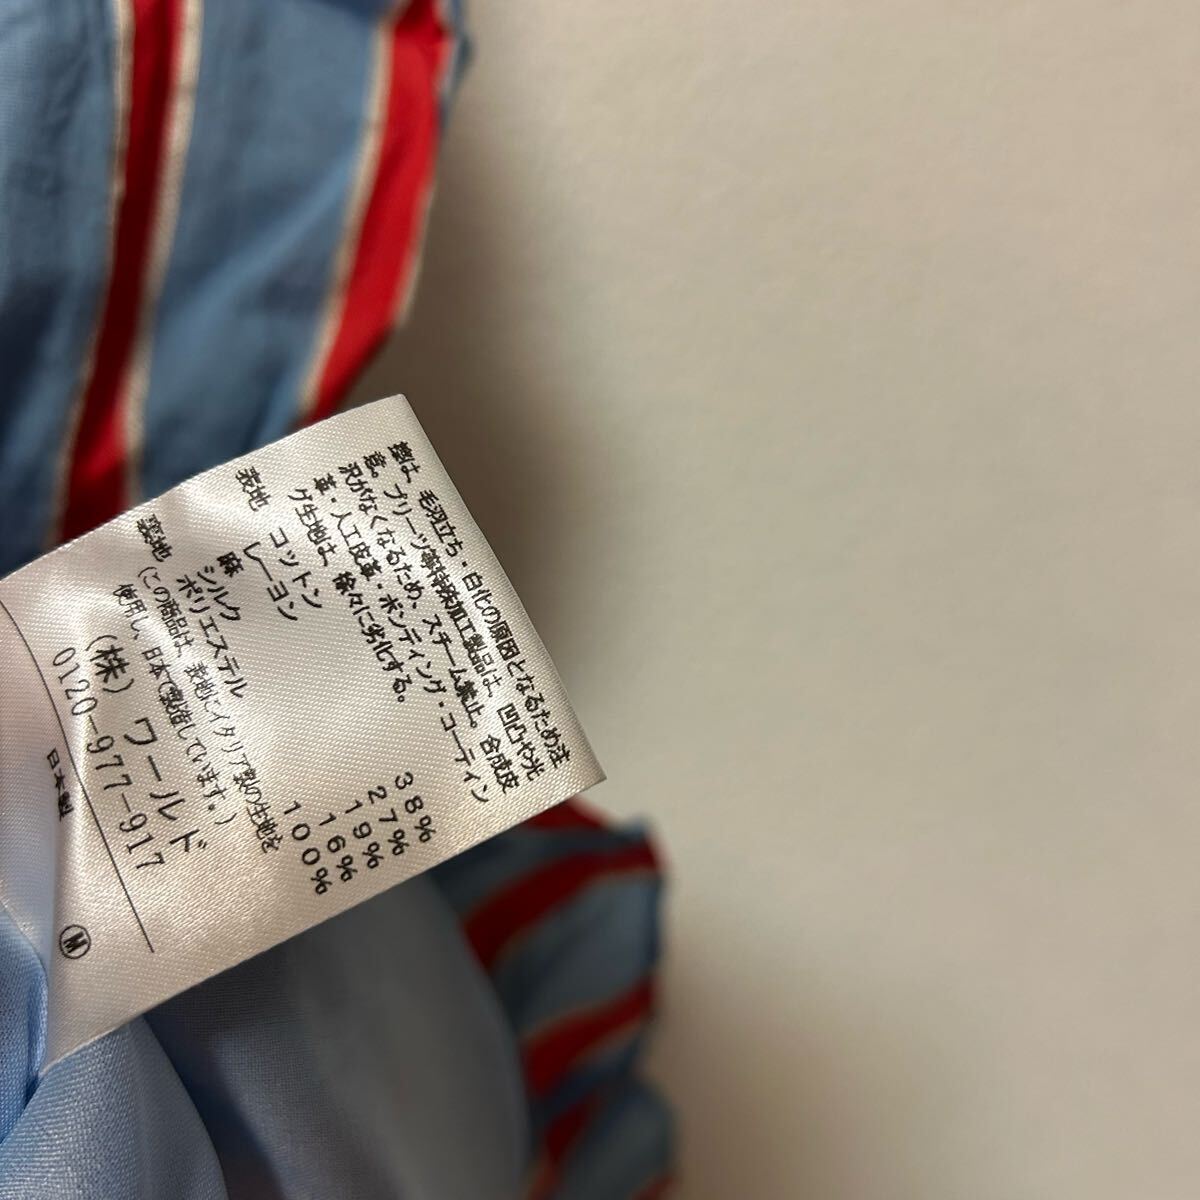 擦は、毛羽立ち・白化の原因となるため注
意。プリーツ等特殊加工製品は、凹凸や光
沢がなくなるため、スチーム禁止。合成皮
革・人工皮革・ボンディング・コーティン
グ生地は、徐々に劣化する。
表地 コットン 38%
レーヨン 27%
麻 19%
シルク 16%
裏地 ポリエステル 100%
(この商品は、表地にイタリア製の生地を
使用し、日本で製造しています。)
(株) ワールド
0120-977-917
日本製
M